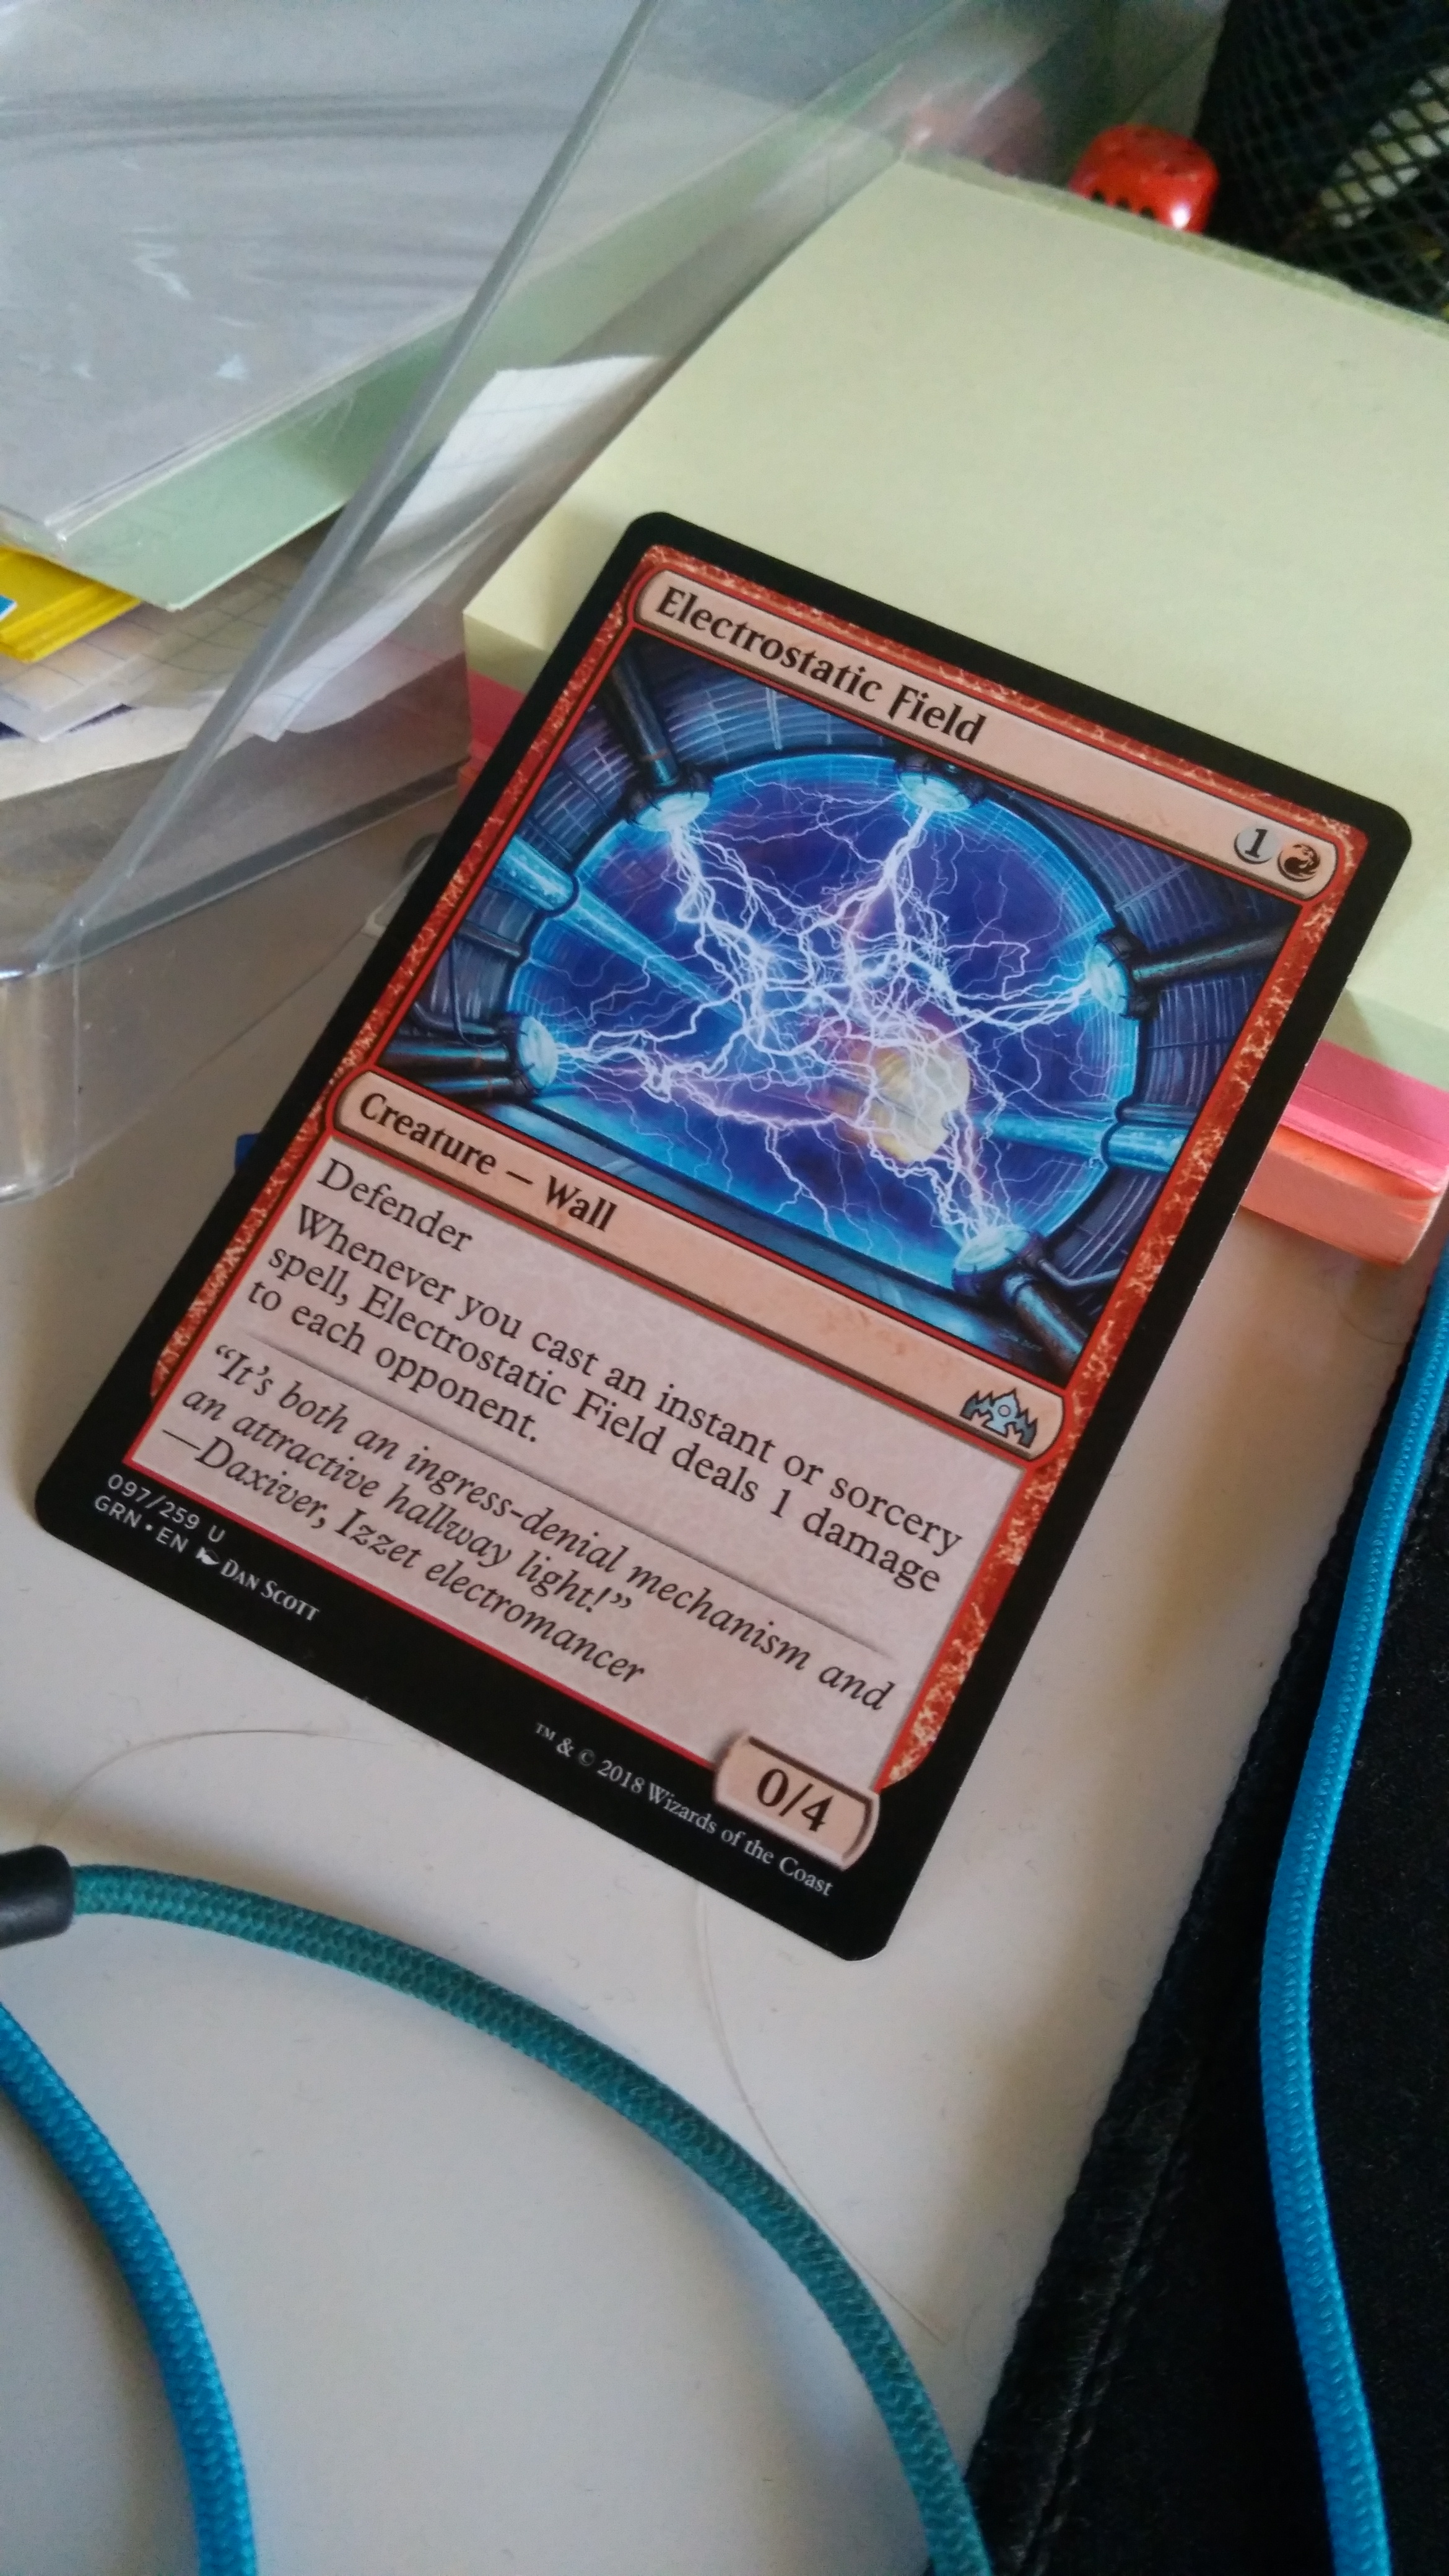 Electrostatic Field
1
Creature — Wall
Defender
Whenever you cast an instant or sorcery
spell, Electrostatic Field deals 1 damage
to each opponent.
“It’s both an ingress-denial mechanism and
an attractive hallway light!”
—Daxiver, Izzet electromancer
0/4
097/259 U
GRN • EN DAN SCOTT
™ & © 2018 Wizards of the Coast